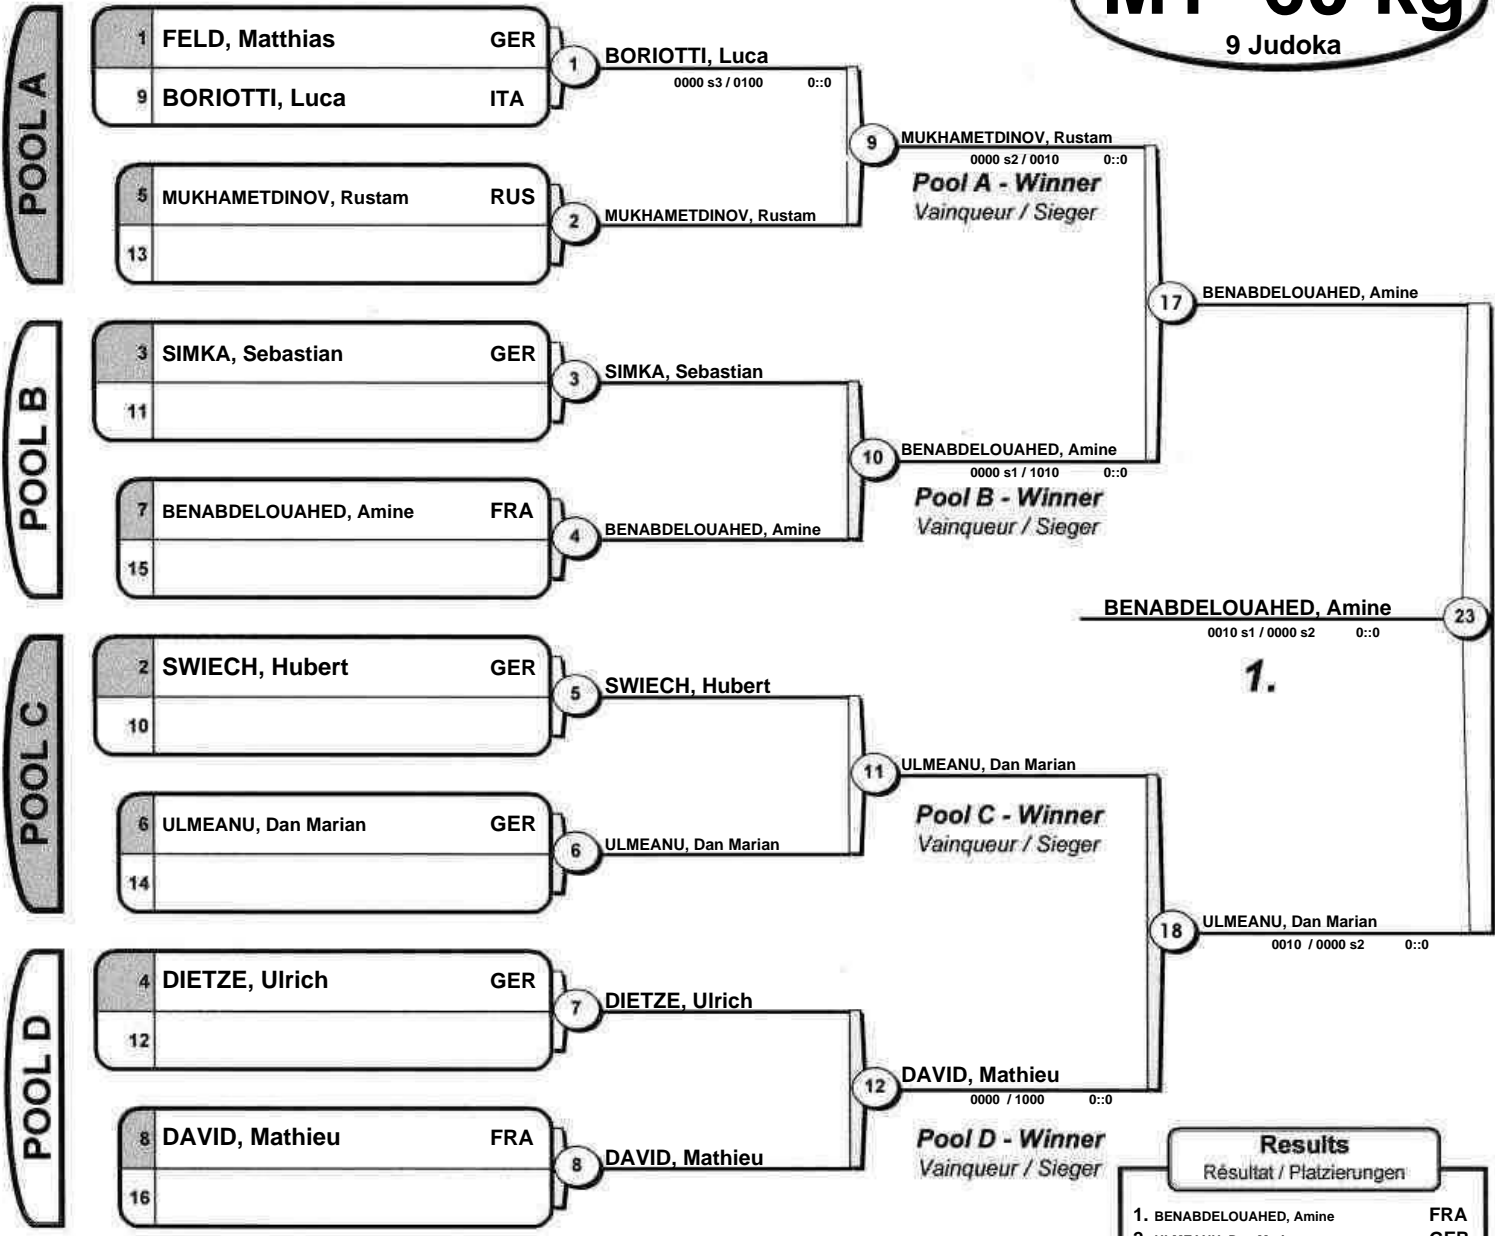 M1 -60 kg
9 Judoka
POOL A
1 FELD, Matthias GER
9 BORIOTTI, Luca ITA
1 BORIOTTI, Luca
0000 s3 / 0100 0::0
5 MUKHAMETDINOV, Rustam RUS
13
2 MUKHAMETDINOV, Rustam
9 MUKHAMETDINOV, Rustam
0000 s2 / 0010 0::0
Pool A - Winner
Vainqueur / Sieger
17 BENABDELOUAHED, Amine
POOL B
3 SIMKA, Sebastian GER
11
3 SIMKA, Sebastian
7 BENABDELOUAHED, Amine FRA
15
4 BENABDELOUAHED, Amine
10 BENABDELOUAHED, Amine
0000 s1 / 1010 0::0
Pool B - Winner
Vainqueur / Sieger
BENABDELOUAHED, Amine 23
0010 s1 / 0000 s2 0::0
1.
POOL C
2 SWIECH, Hubert GER
10
5 SWIECH, Hubert
6 ULMEANU, Dan Marian GER
14
6 ULMEANU, Dan Marian
11 ULMEANU, Dan Marian
Pool C - Winner
Vainqueur / Sieger
18 ULMEANU, Dan Marian
0010 / 0000 s2 0::0
POOL D
4 DIETZE, Ulrich GER
12
7 DIETZE, Ulrich
8 DAVID, Mathieu FRA
16
8 DAVID, Mathieu
12 DAVID, Mathieu
0000 / 1000 0::0
Pool D - Winner
Vainqueur / Sieger
Results
Résultat / Platzierungen
1. BENABDELOUAHED, Amine FRA